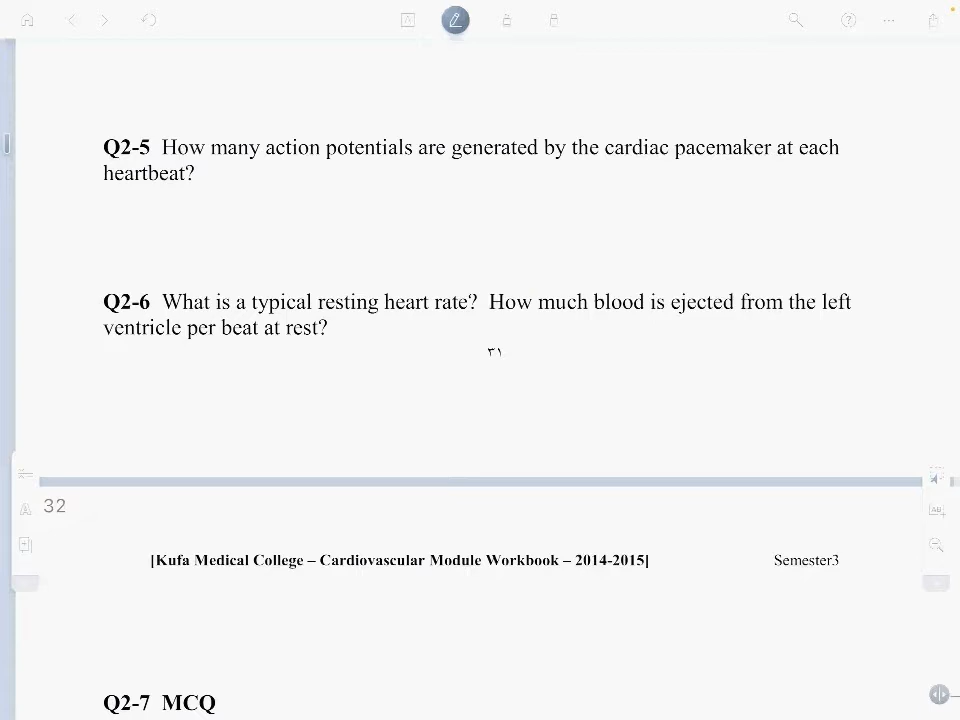 Q2-5  How many action potentials are generated by the cardiac pacemaker at each
heartbeat?
Q2-6  What is a typical resting heart rate?  How much blood is ejected from the left
ventricle per beat at rest?
٣١
32
[Kufa Medical College – Cardiovascular Module Workbook – 2014-2015] Semester3
Q2-7  MCQ